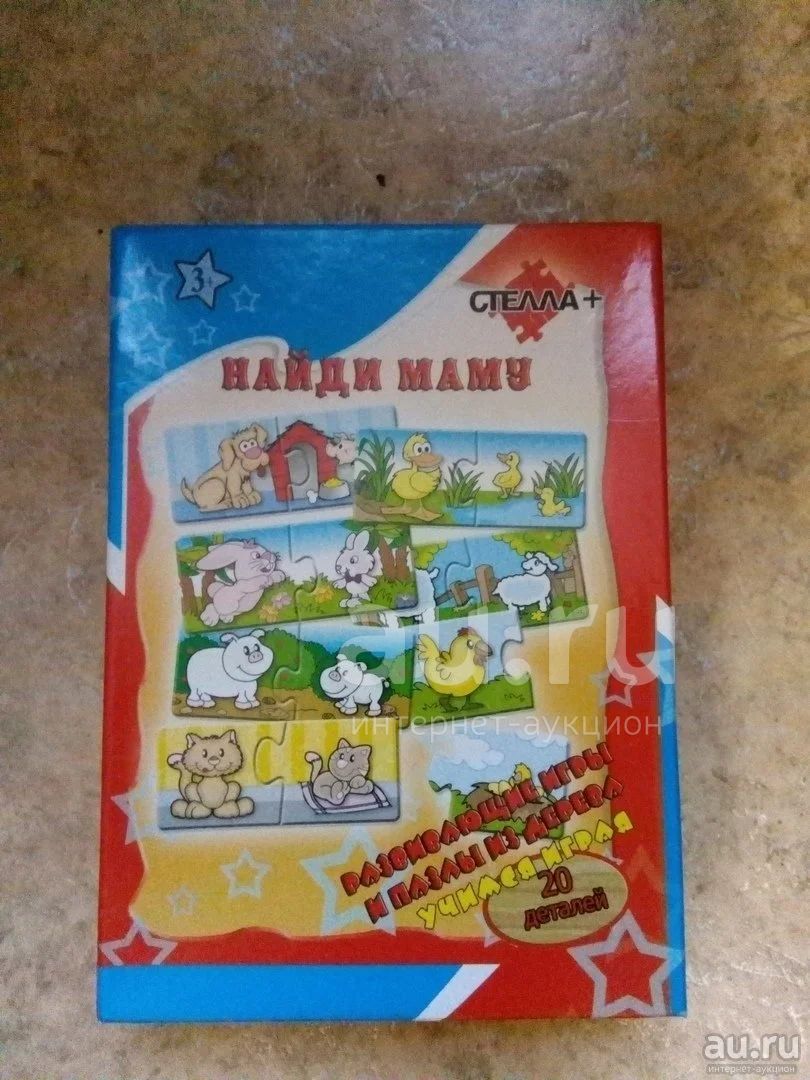 3+
СТЕЛЛА+
НАЙДИ МАМУ
au.ru
интернет-аукцион
РАЗВИВАЮЩИЕ ИГРЫ
И ПАЗЛЫ ИЗ ДЕРЕВА
УЧИМСЯ ИГРАЯ
20
деталей
au.ru
интернет-аукцион